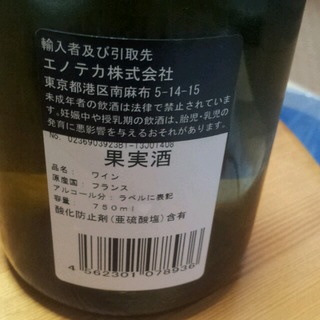 輸入者及び引取先
エノテカ株式会社
東京都港区南麻布 5-14-15
未成年者の飲酒は法律で禁止されていま
す。妊娠中や授乳期の飲酒は、胎児・乳児の
発育に悪影響を与えるおそれがあります。
No. 0236903923B1-13J01408
果実酒
品名: ワイン
原産国: フランス
アルコール分: ラベルに表記
容量: 750ml
酸化防止剤(亜硫酸塩)含有
4 562301 078936